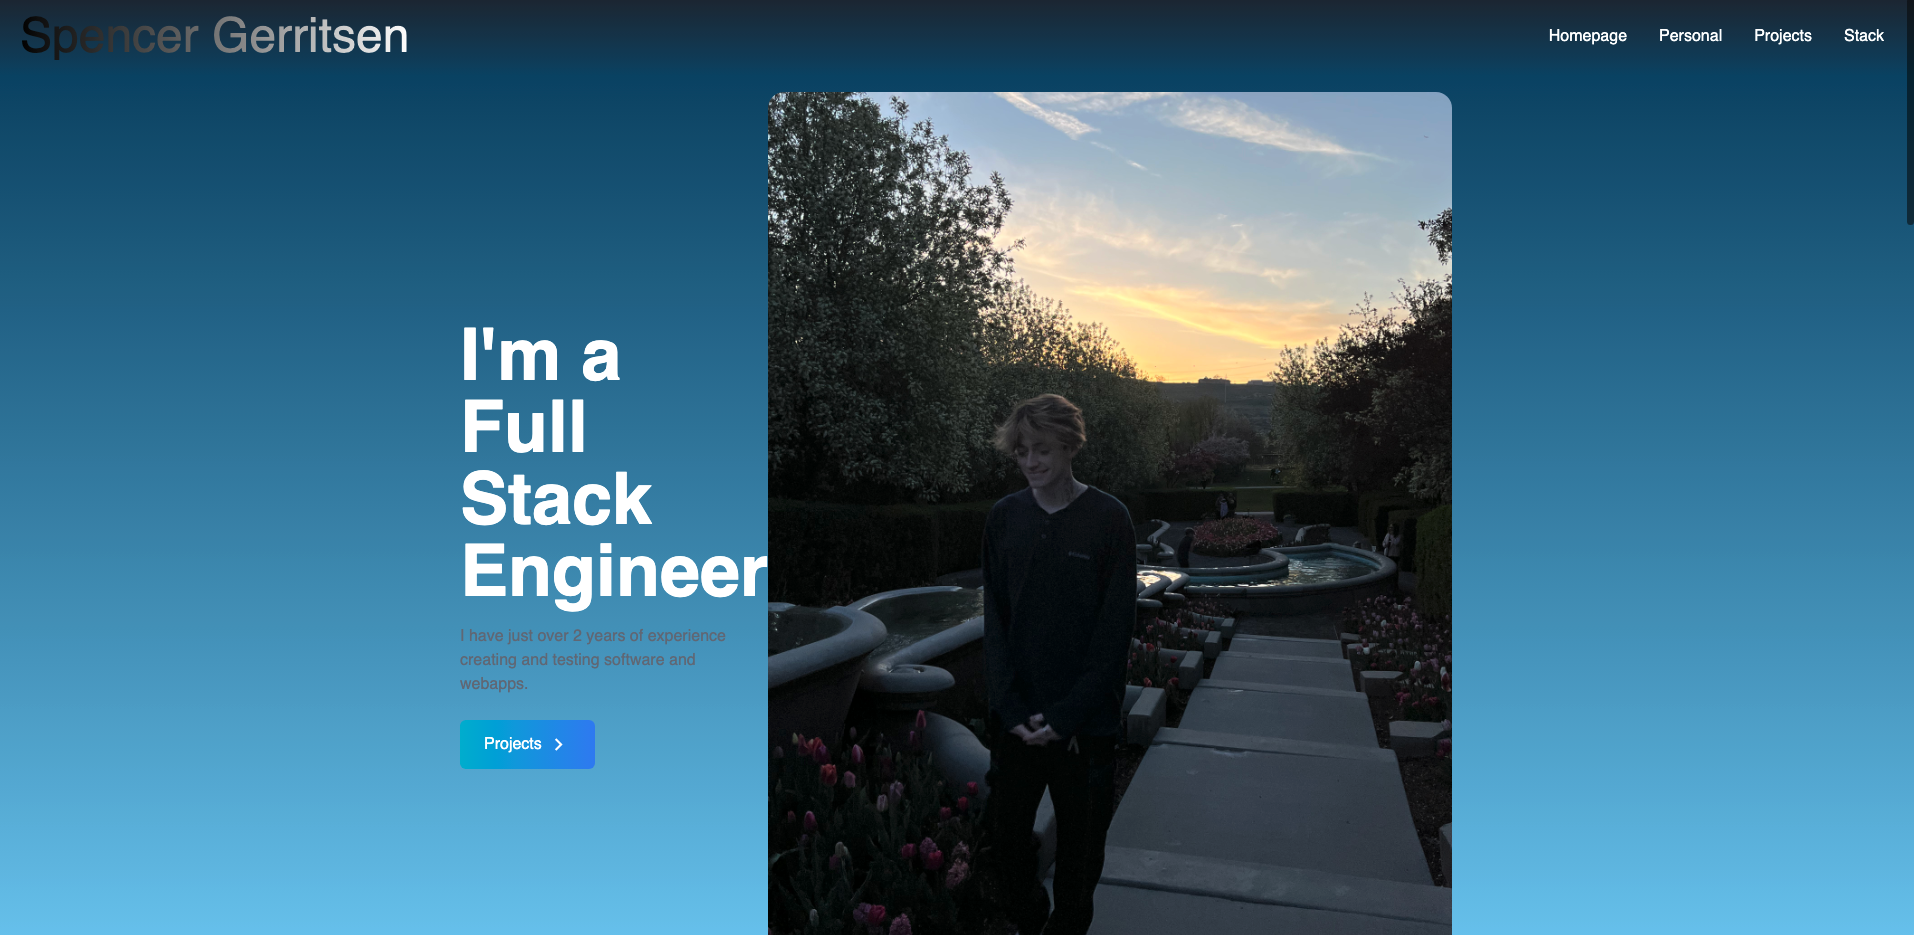 Spencer Gerritsen
Homepage Personal Projects Stack
I'm a
Full
Stack
Engineer
I have just over 2 years of experience
creating and testing software and
webapps.
Projects